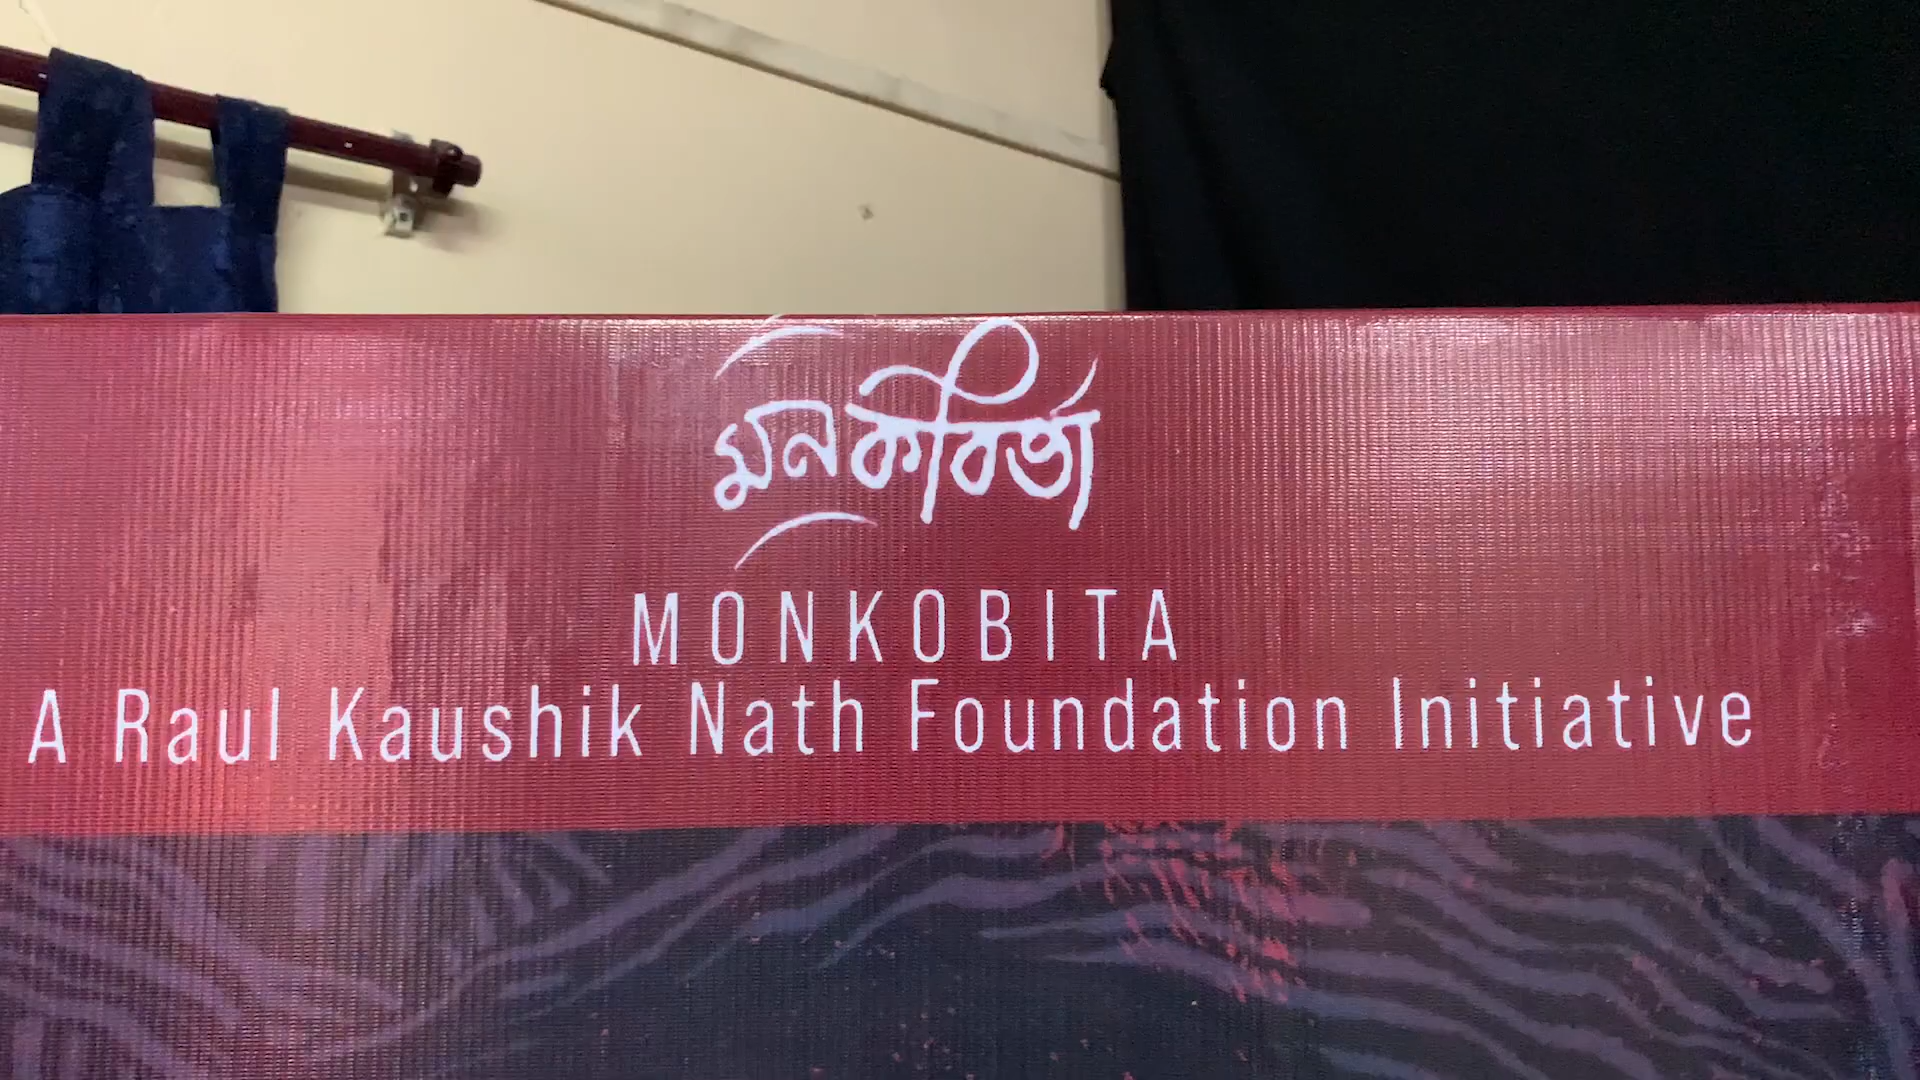 মনকবিতা
MONKOBITA
A Raul Kaushik Nath Foundation Initiative